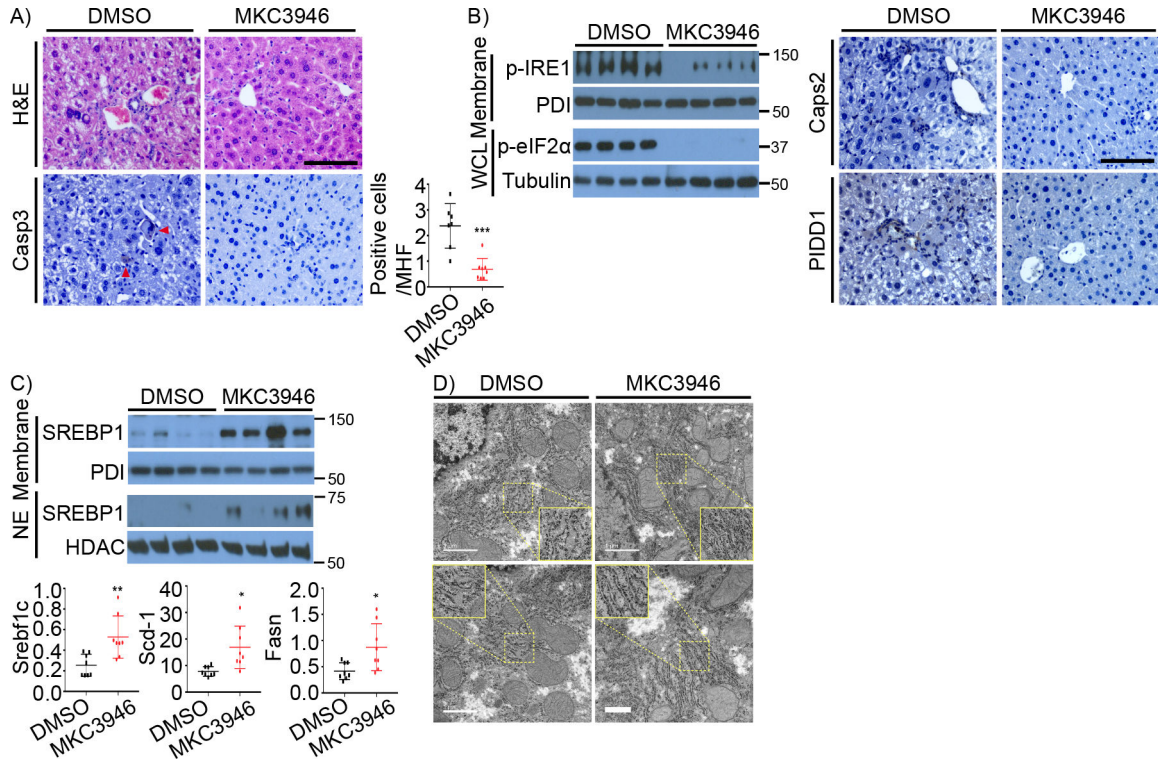 A)
DMSO
MKC3946
H&E
Casp3
Positive cells
/MHF
4
3
2
1
0
***
DMSO
MKC3946
B)
DMSO
MKC3946
Membrane
p-IRE1
150
PDI
50
WCL
p-eIF2α
37
Tubulin
50
DMSO
MKC3946
Caps2
PIDD1
C)
DMSO
MKC3946
Membrane
SREBP1
150
PDI
50
NE
SREBP1
75
HDAC
50
Srebf1c
1.0
0.8
0.6
0.4
0.2
0.0
**
DMSO
MKC3946
Scd-1
40
30
20
10
0
*
DMSO
MKC3946
Fasn
2.0
1.5
1.0
0.5
0.0
*
DMSO
MKC3946
D)
DMSO
MKC3946